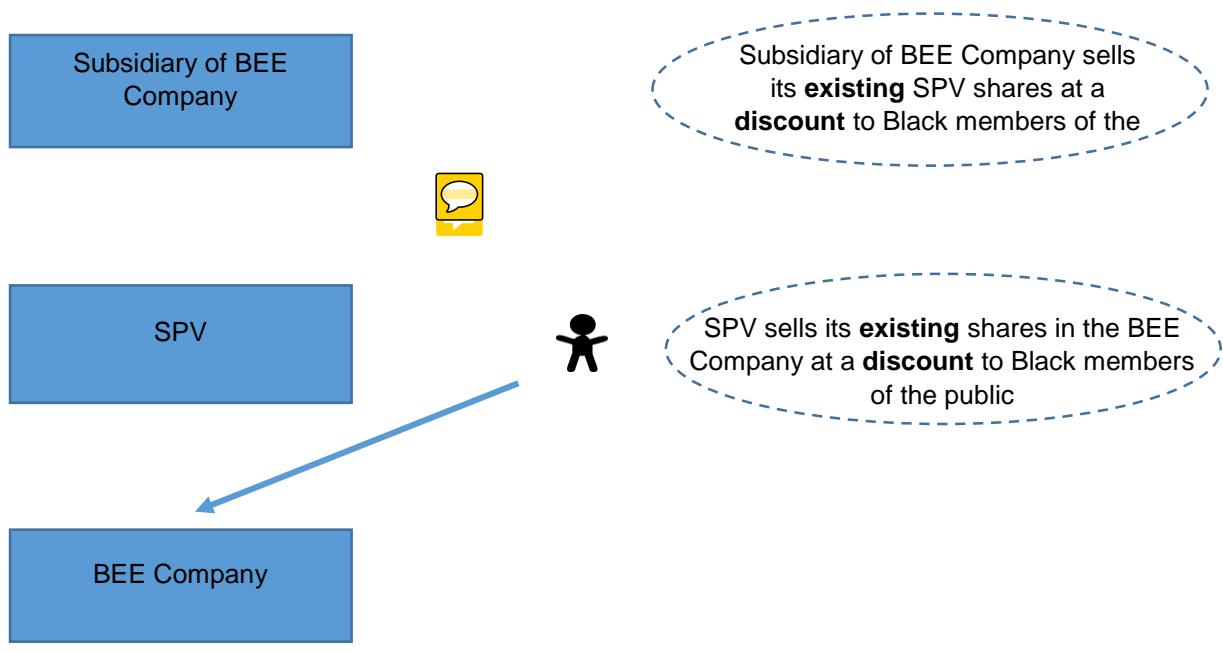 Subsidiary of BEE
Company
Subsidiary of BEE Company sells
its existing SPV shares at a
discount to Black members of the
SPV
SPV sells its existing shares in the BEE
Company at a discount to Black members
of the public
BEE Company